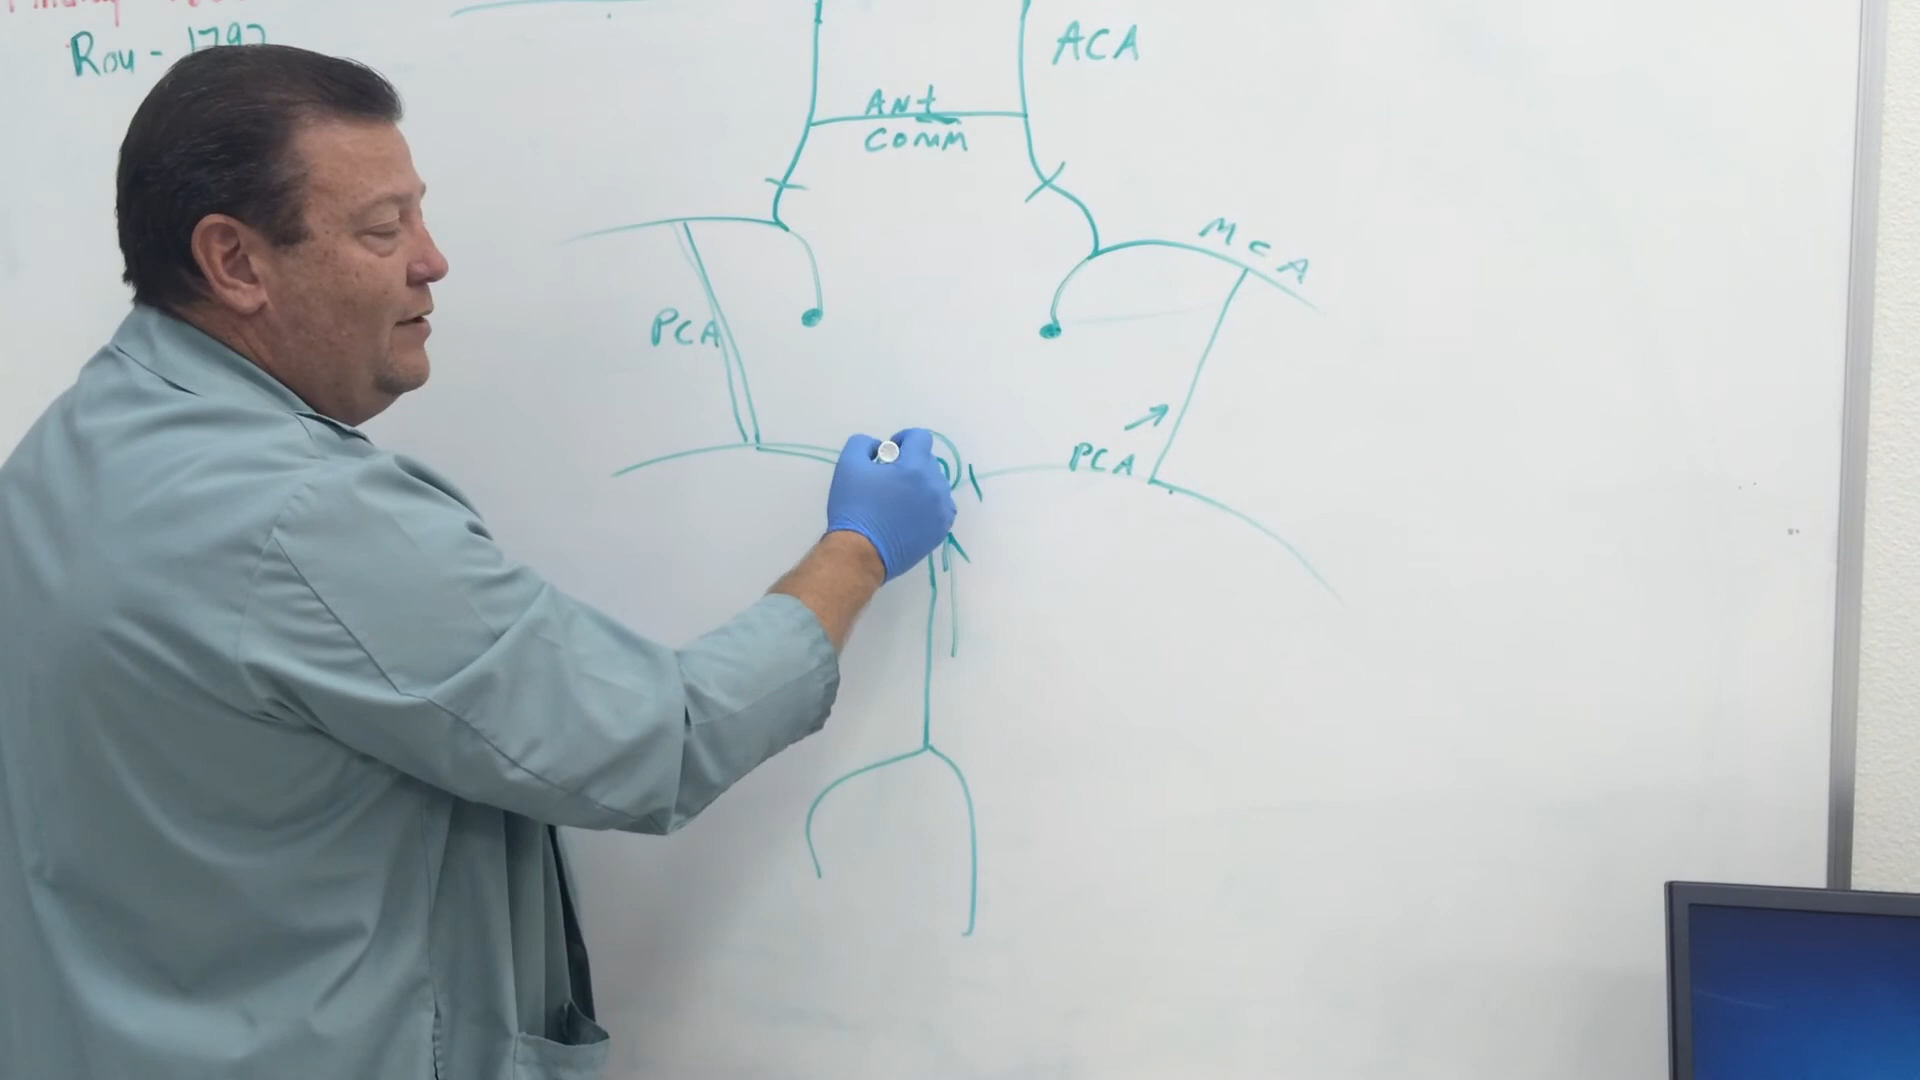 Rou - 1792
ACA
ANt
COMM
MCA
PCA
PCA